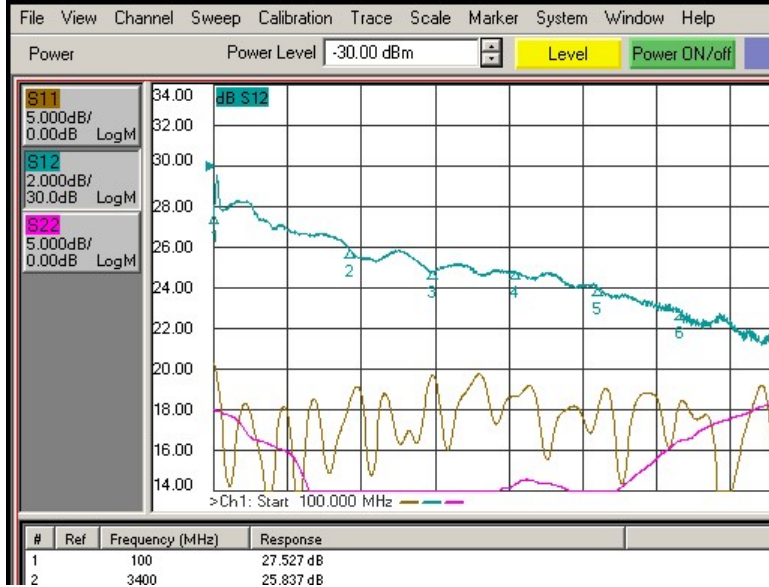 File View Channel Sweep Calibration Trace Scale Marker System Window Help
Power Power Level -30.00 dBm Level Power ON/off
S11
5.000dB/
0.00dB LogM
S12
2.000dB/
30.0dB LogM
S22
5.000dB/
0.00dB LogM
dB S12
34.00
32.00
30.00
28.00
26.00
24.00
22.00
20.00
18.00
16.00
14.00
2
3
4
5
6
>Ch1: Start 100.000 MHz
# Ref Frequency (MHz) Response
1 100 27.527 dB
2 3400 25.837 dB